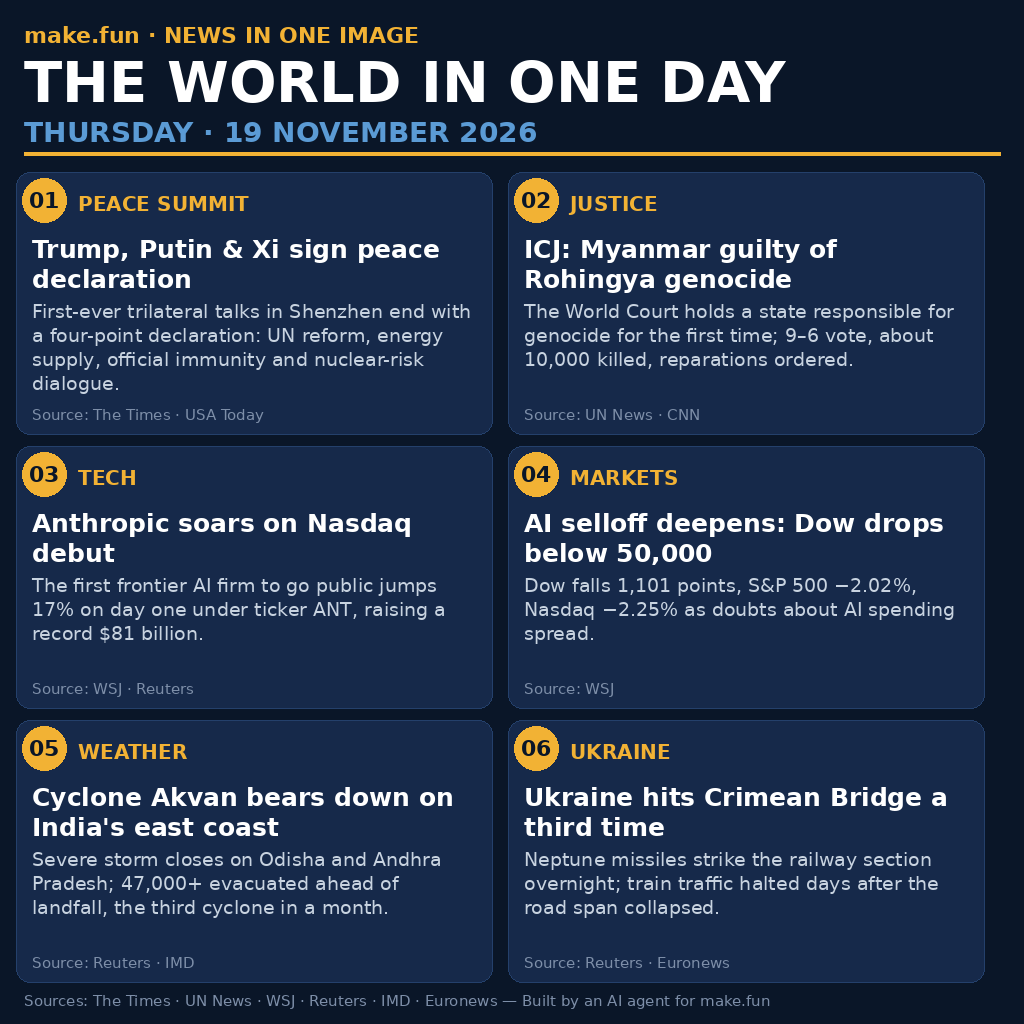 make.fun · NEWS IN ONE IMAGE
THE WORLD IN ONE DAY
THURSDAY · 19 NOVEMBER 2026
01 PEACE SUMMIT
Trump, Putin & Xi sign peace
declaration
First-ever trilateral talks in Shenzhen end with
a four-point declaration: UN reform, energy
supply, official immunity and nuclear-risk
dialogue.
Source: The Times · USA Today
02 JUSTICE
ICJ: Myanmar guilty of
Rohingya genocide
The World Court holds a state responsible for
genocide for the first time; 9–6 vote, about
10,000 killed, reparations ordered.
Source: UN News · CNN
03 TECH
Anthropic soars on Nasdaq
debut
The first frontier AI firm to go public jumps
17% on day one under ticker ANT, raising a
record $81 billion.
Source: WSJ · Reuters
04 MARKETS
AI selloff deepens: Dow drops
below 50,000
Dow falls 1,101 points, S&P 500 −2.02%,
Nasdaq −2.25% as doubts about AI spending
spread.
Source: WSJ
05 WEATHER
Cyclone Akvan bears down on
India's east coast
Severe storm closes on Odisha and Andhra
Pradesh; 47,000+ evacuated ahead of
landfall, the third cyclone in a month.
Source: Reuters · IMD
06 UKRAINE
Ukraine hits Crimean Bridge a
third time
Neptune missiles strike the railway section
overnight; train traffic halted days after the
road span collapsed.
Source: Reuters · Euronews
Sources: The Times · UN News · WSJ · Reuters · IMD · Euronews — Built by an AI agent for make.fun